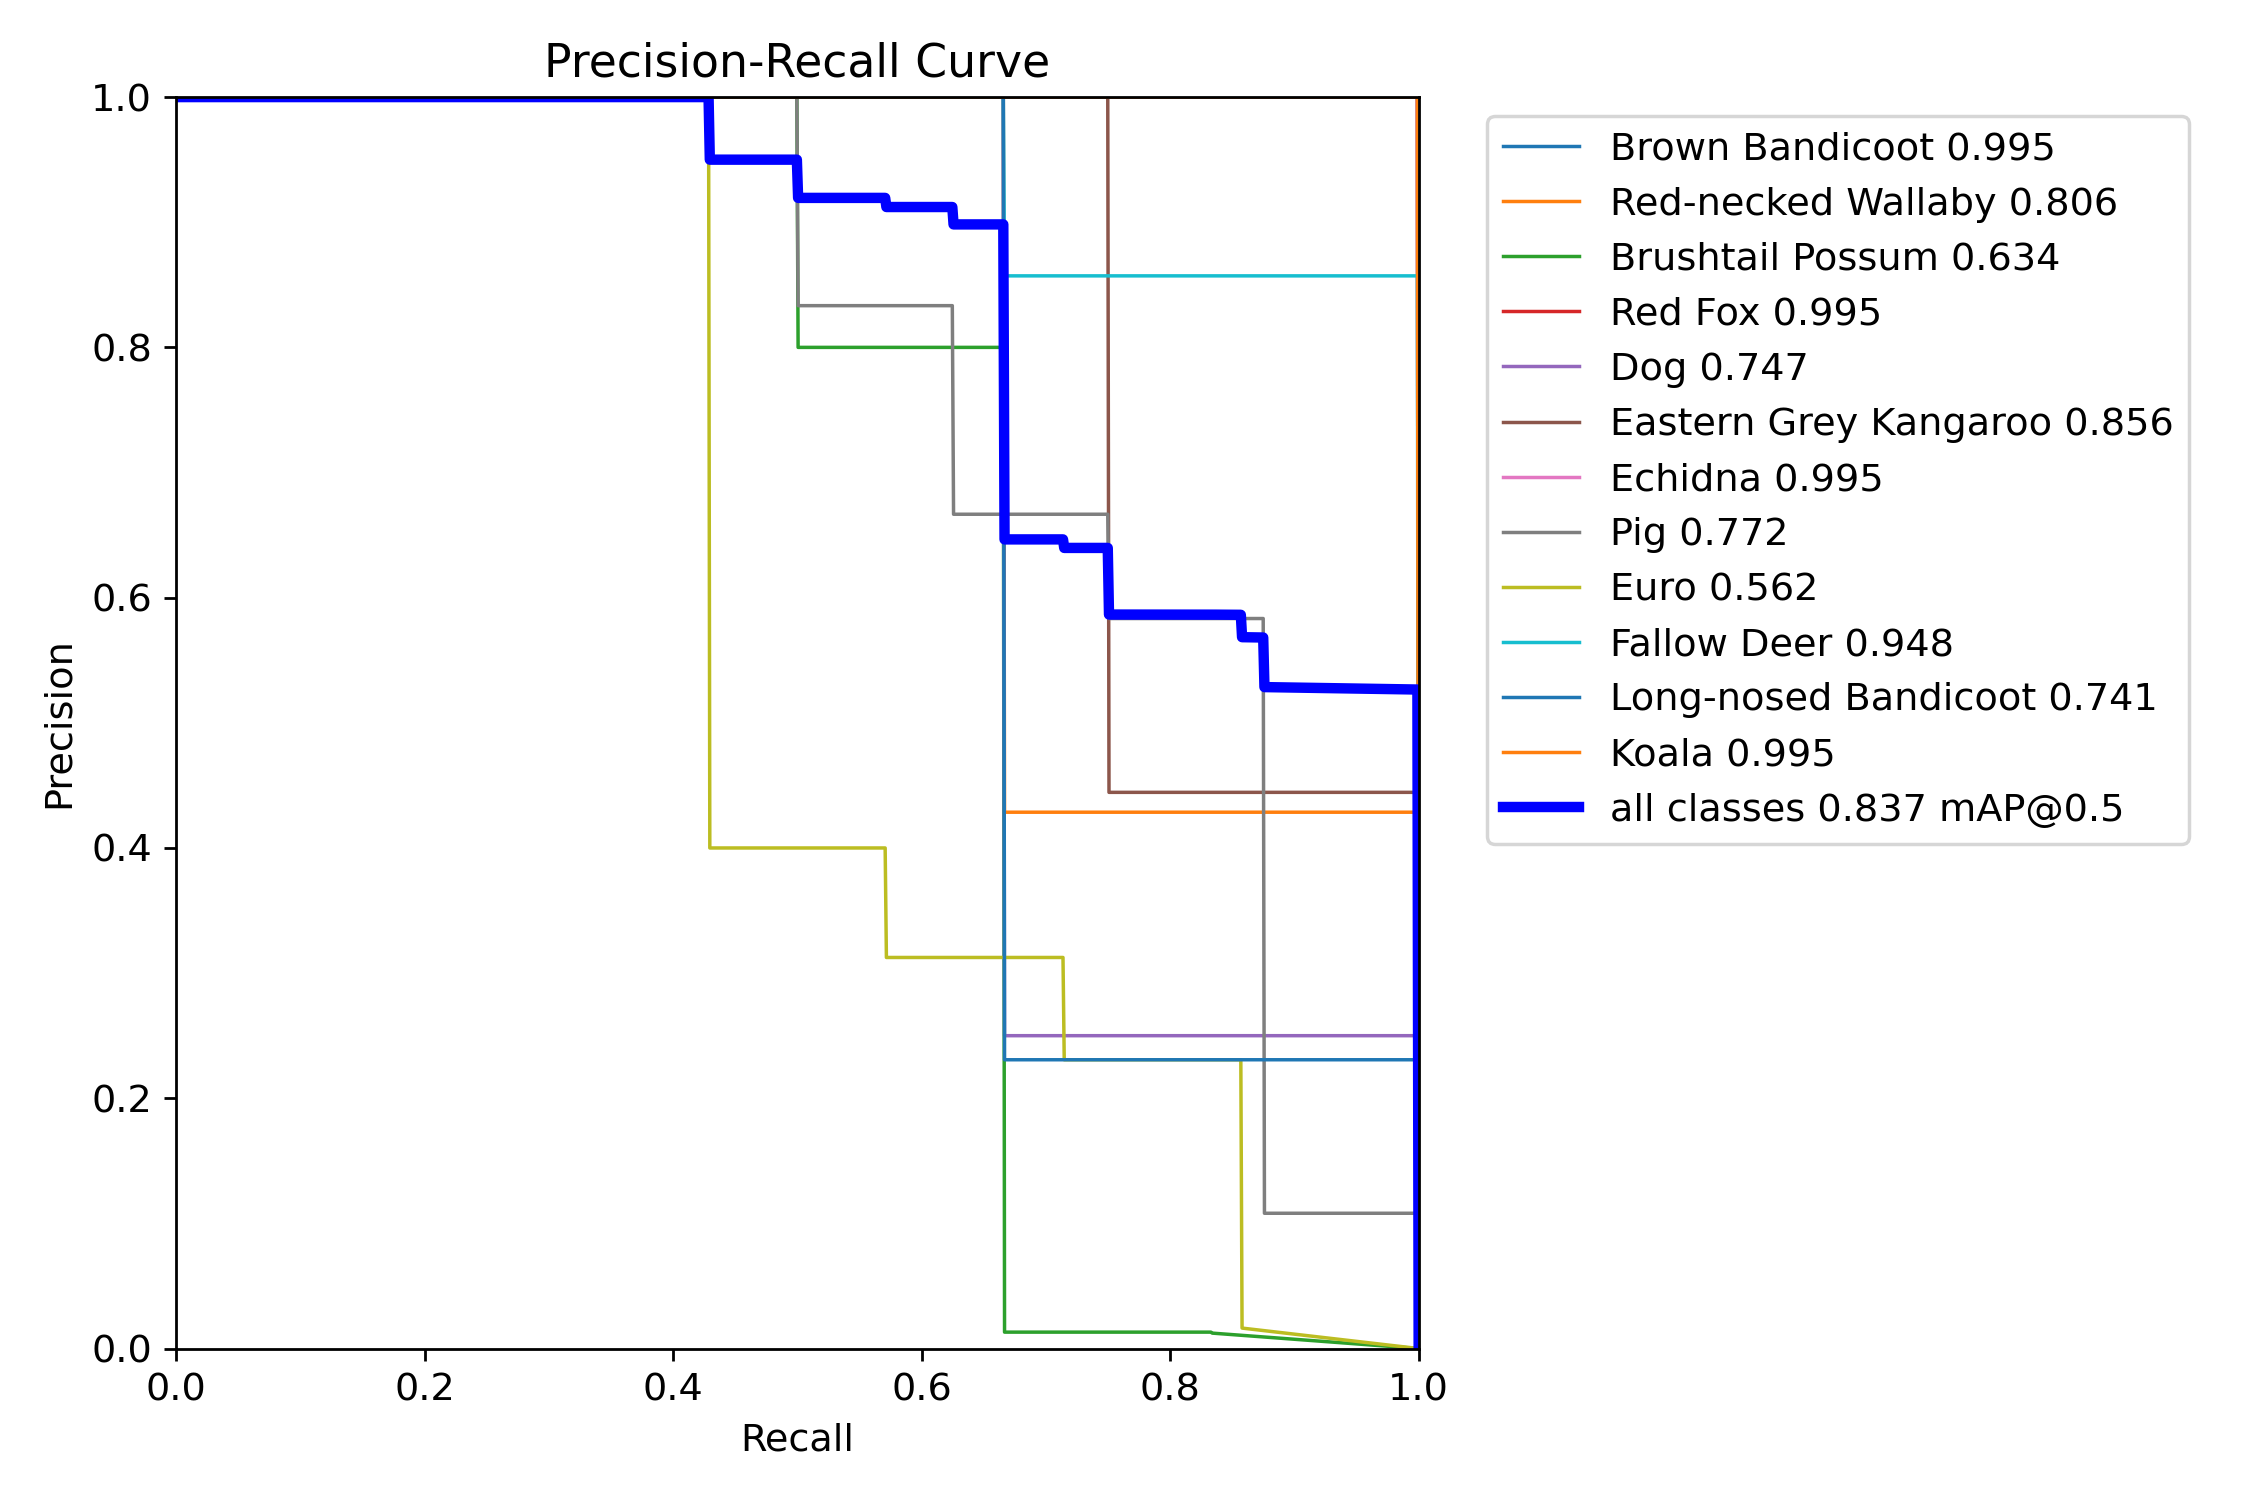 Precision-Recall Curve
1.0
0.8
0.6
0.4
0.2
0.0
Precision
0.0 0.2 0.4 0.6 0.8 1.0
Recall
Brown Bandicoot 0.995
Red-necked Wallaby 0.806
Brushtail Possum 0.634
Red Fox 0.995
Dog 0.747
Eastern Grey Kangaroo 0.856
Echidna 0.995
Pig 0.772
Euro 0.562
Fallow Deer 0.948
Long-nosed Bandicoot 0.741
Koala 0.995
all classes 0.837 mAP@0.5